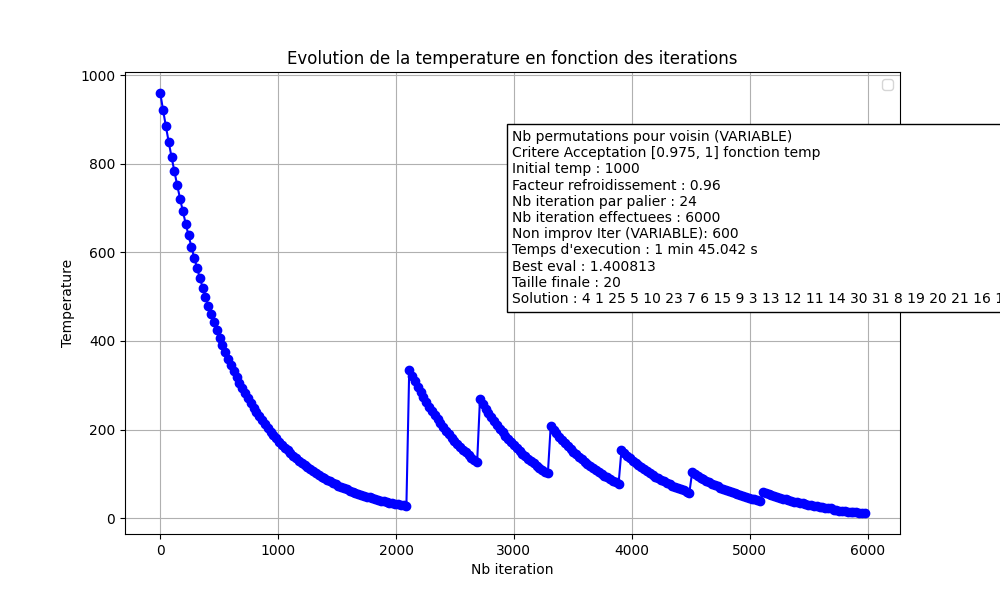 Evolution de la temperature en fonction des iterations
1000
800
600
400
200
0
Temperature
Nb permutations pour voisin (VARIABLE)
Critere Acceptation [0.975, 1] fonction temp
Initial temp : 1000
Facteur refroidissement : 0.96
Nb iteration par palier : 24
Nb iteration effectuees : 6000
Non improv Iter (VARIABLE): 600
Temps d'execution : 1 min 45.042 s
Best eval : 1.400813
Taille finale : 20
Solution : 4 1 25 5 10 23 7 6 15 9 3 13 12 11 14 30 31 8 19 20 21 16
0 1000 2000 3000 4000 5000 6000
Nb iteration